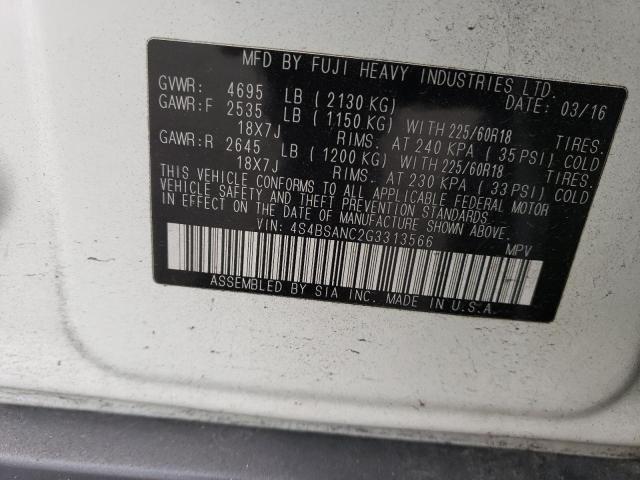 MFD BY FUJI HEAVY INDUSTRIES LTD.
GVWR: 4695 LB ( 2130 KG) DATE: 03/16
GAWR:F 2535 LB ( 1150 KG) WITH 225/60R18 TIRES.
18X7J RIMS. AT 240 KPA ( 35 PSI) COLD
GAWR:R 2645 LB ( 1200 KG) WITH 225/60R18 TIRES.
18X7J RIMS. AT 230 KPA ( 33 PSI) COLD
THIS VEHICLE CONFORMS TO ALL APPLICABLE FEDERAL MOTOR
VEHICLE SAFETY AND THEFT PREVENTION STANDARDS
IN EFFECT ON THE DATE OF MANUFACTURE SHOWN ABOVE.
VIN: 4S4BSANC2G3313566 MPV
ASSEMBLED BY SIA INC. MADE IN U.S.A.